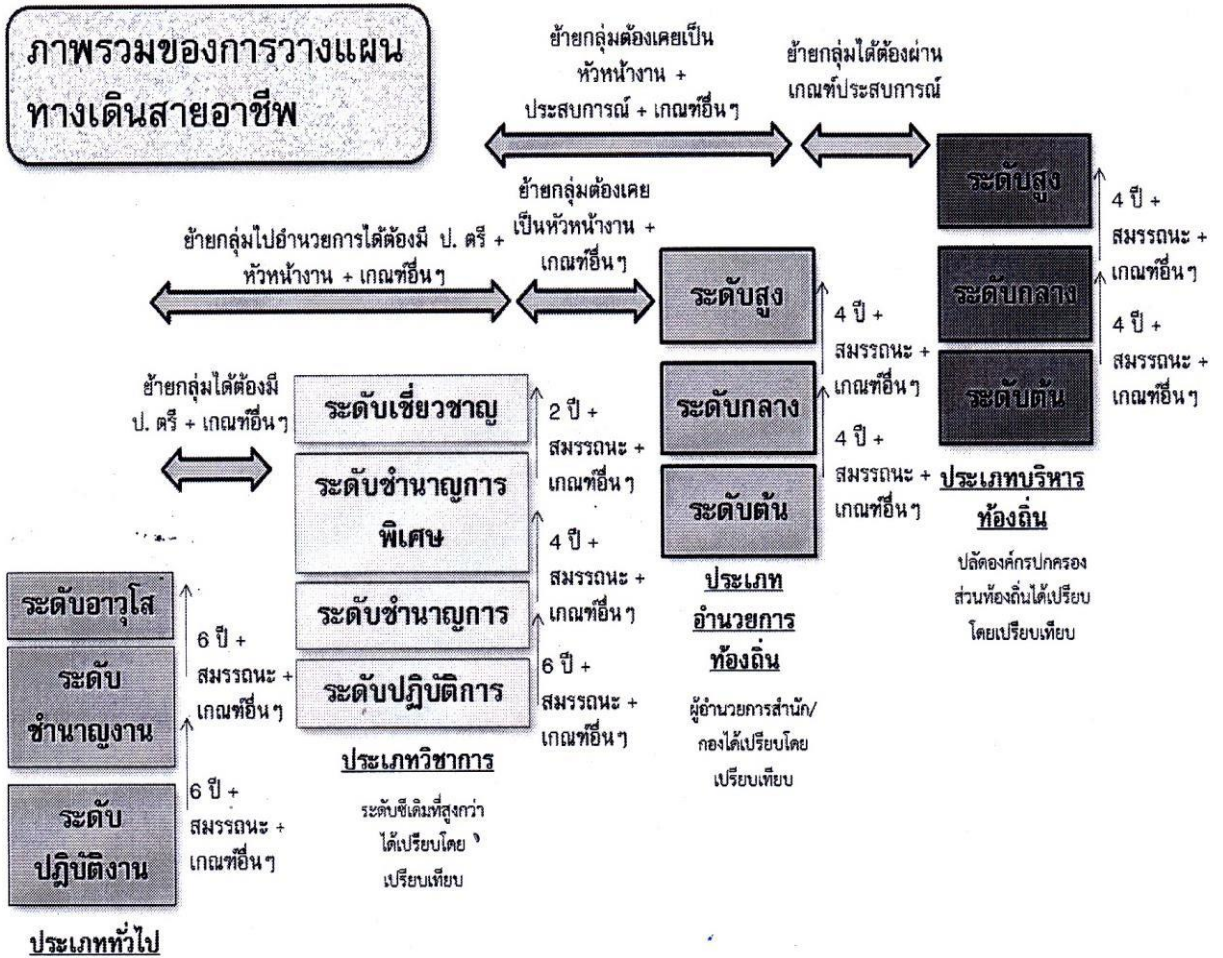 ภาพรวมของการวางแผน
ทางเดินสายอาชีพ
ย้ายกลุ่มต้องเคยเป็น
หัวหน้างาน +
ประสบการณ์ + เกณฑ์อื่นๆ
ย้ายกลุ่มได้ต้องผ่าน
เกณฑ์ประสบการณ์
ย้ายกลุ่มไปอำนวยการได้ต้องมี ป. ตรี +
หัวหน้างาน + เกณฑ์อื่นๆ
ย้ายกลุ่มต้องเคย
เป็นหัวหน้างาน +
เกณฑ์อื่นๆ
ย้ายกลุ่มได้ต้องมี
ป. ตรี + เกณฑ์อื่นๆ
ระดับอาวุโส
6 ปี +
สมรรถนะ +
เกณฑ์อื่นๆ
ระดับ
ชำนาญงาน
6 ปี +
สมรรถนะ +
เกณฑ์อื่นๆ
ระดับ
ปฏิบัติงาน
ประเภททั่วไป
ระดับเชี่ยวชาญ
2 ปี +
สมรรถนะ +
เกณฑ์อื่นๆ
ระดับชำนาญการ
พิเศษ
4 ปี +
สมรรถนะ +
เกณฑ์อื่นๆ
ระดับชำนาญการ
6 ปี +
สมรรถนะ +
เกณฑ์อื่นๆ
ระดับปฏิบัติการ
ประเภทวิชาการ
ระดับซีเดิมที่สูงกว่า
ได้เปรียบโดย
เปรียบเทียบ
ระดับสูง
4 ปี +
สมรรถนะ +
เกณฑ์อื่นๆ
ระดับกลาง
4 ปี +
สมรรถนะ +
เกณฑ์อื่นๆ
ระดับต้น
ประเภท
อำนวยการ
ท้องถิ่น
ผู้อำนวยการสำนัก/
กองได้เปรียบโดย
เปรียบเทียบ
ระดับสูง
4 ปี +
สมรรถนะ +
เกณฑ์อื่นๆ
ระดับกลาง
4 ปี +
สมรรถนะ +
เกณฑ์อื่นๆ
ระดับต้น
ประเภทบริหาร
ท้องถิ่น
ปลัดองค์กรปกครอง
ส่วนท้องถิ่นได้เปรียบ
โดยเปรียบเทียบ